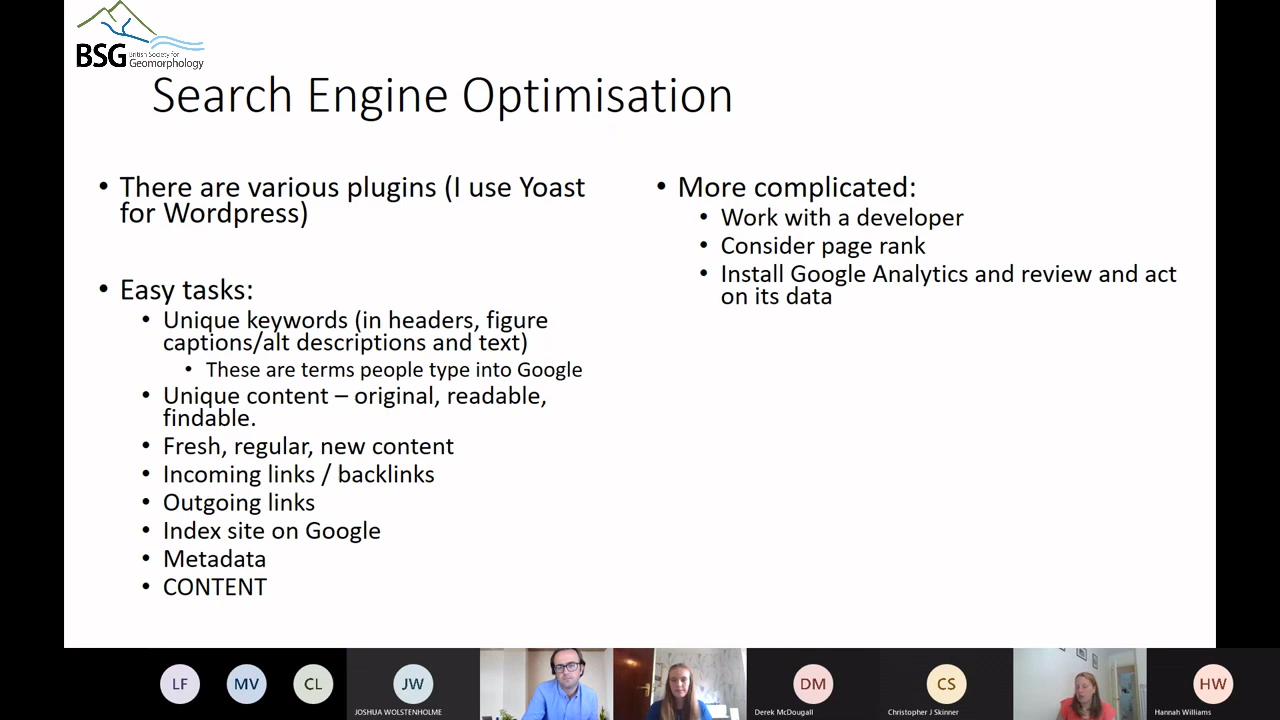 BSG British Society for
Geomorphology
Search Engine Optimisation
• There are various plugins (I use Yoast
for Wordpress)
• Easy tasks:
• Unique keywords (in headers, figure
captions/alt descriptions and text)
• These are terms people type into Google
• Unique content – original, readable,
findable.
• Fresh, regular, new content
• Incoming links / backlinks
• Outgoing links
• Index site on Google
• Metadata
• CONTENT
• More complicated:
• Work with a developer
• Consider page rank
• Install Google Analytics and review and act
on its data
LF
MV
CL
JW
JOSHUA WOLSTENHOLME
DM
Derek McDougall
CS
Christopher J Skinner
HW
Hannah Williams